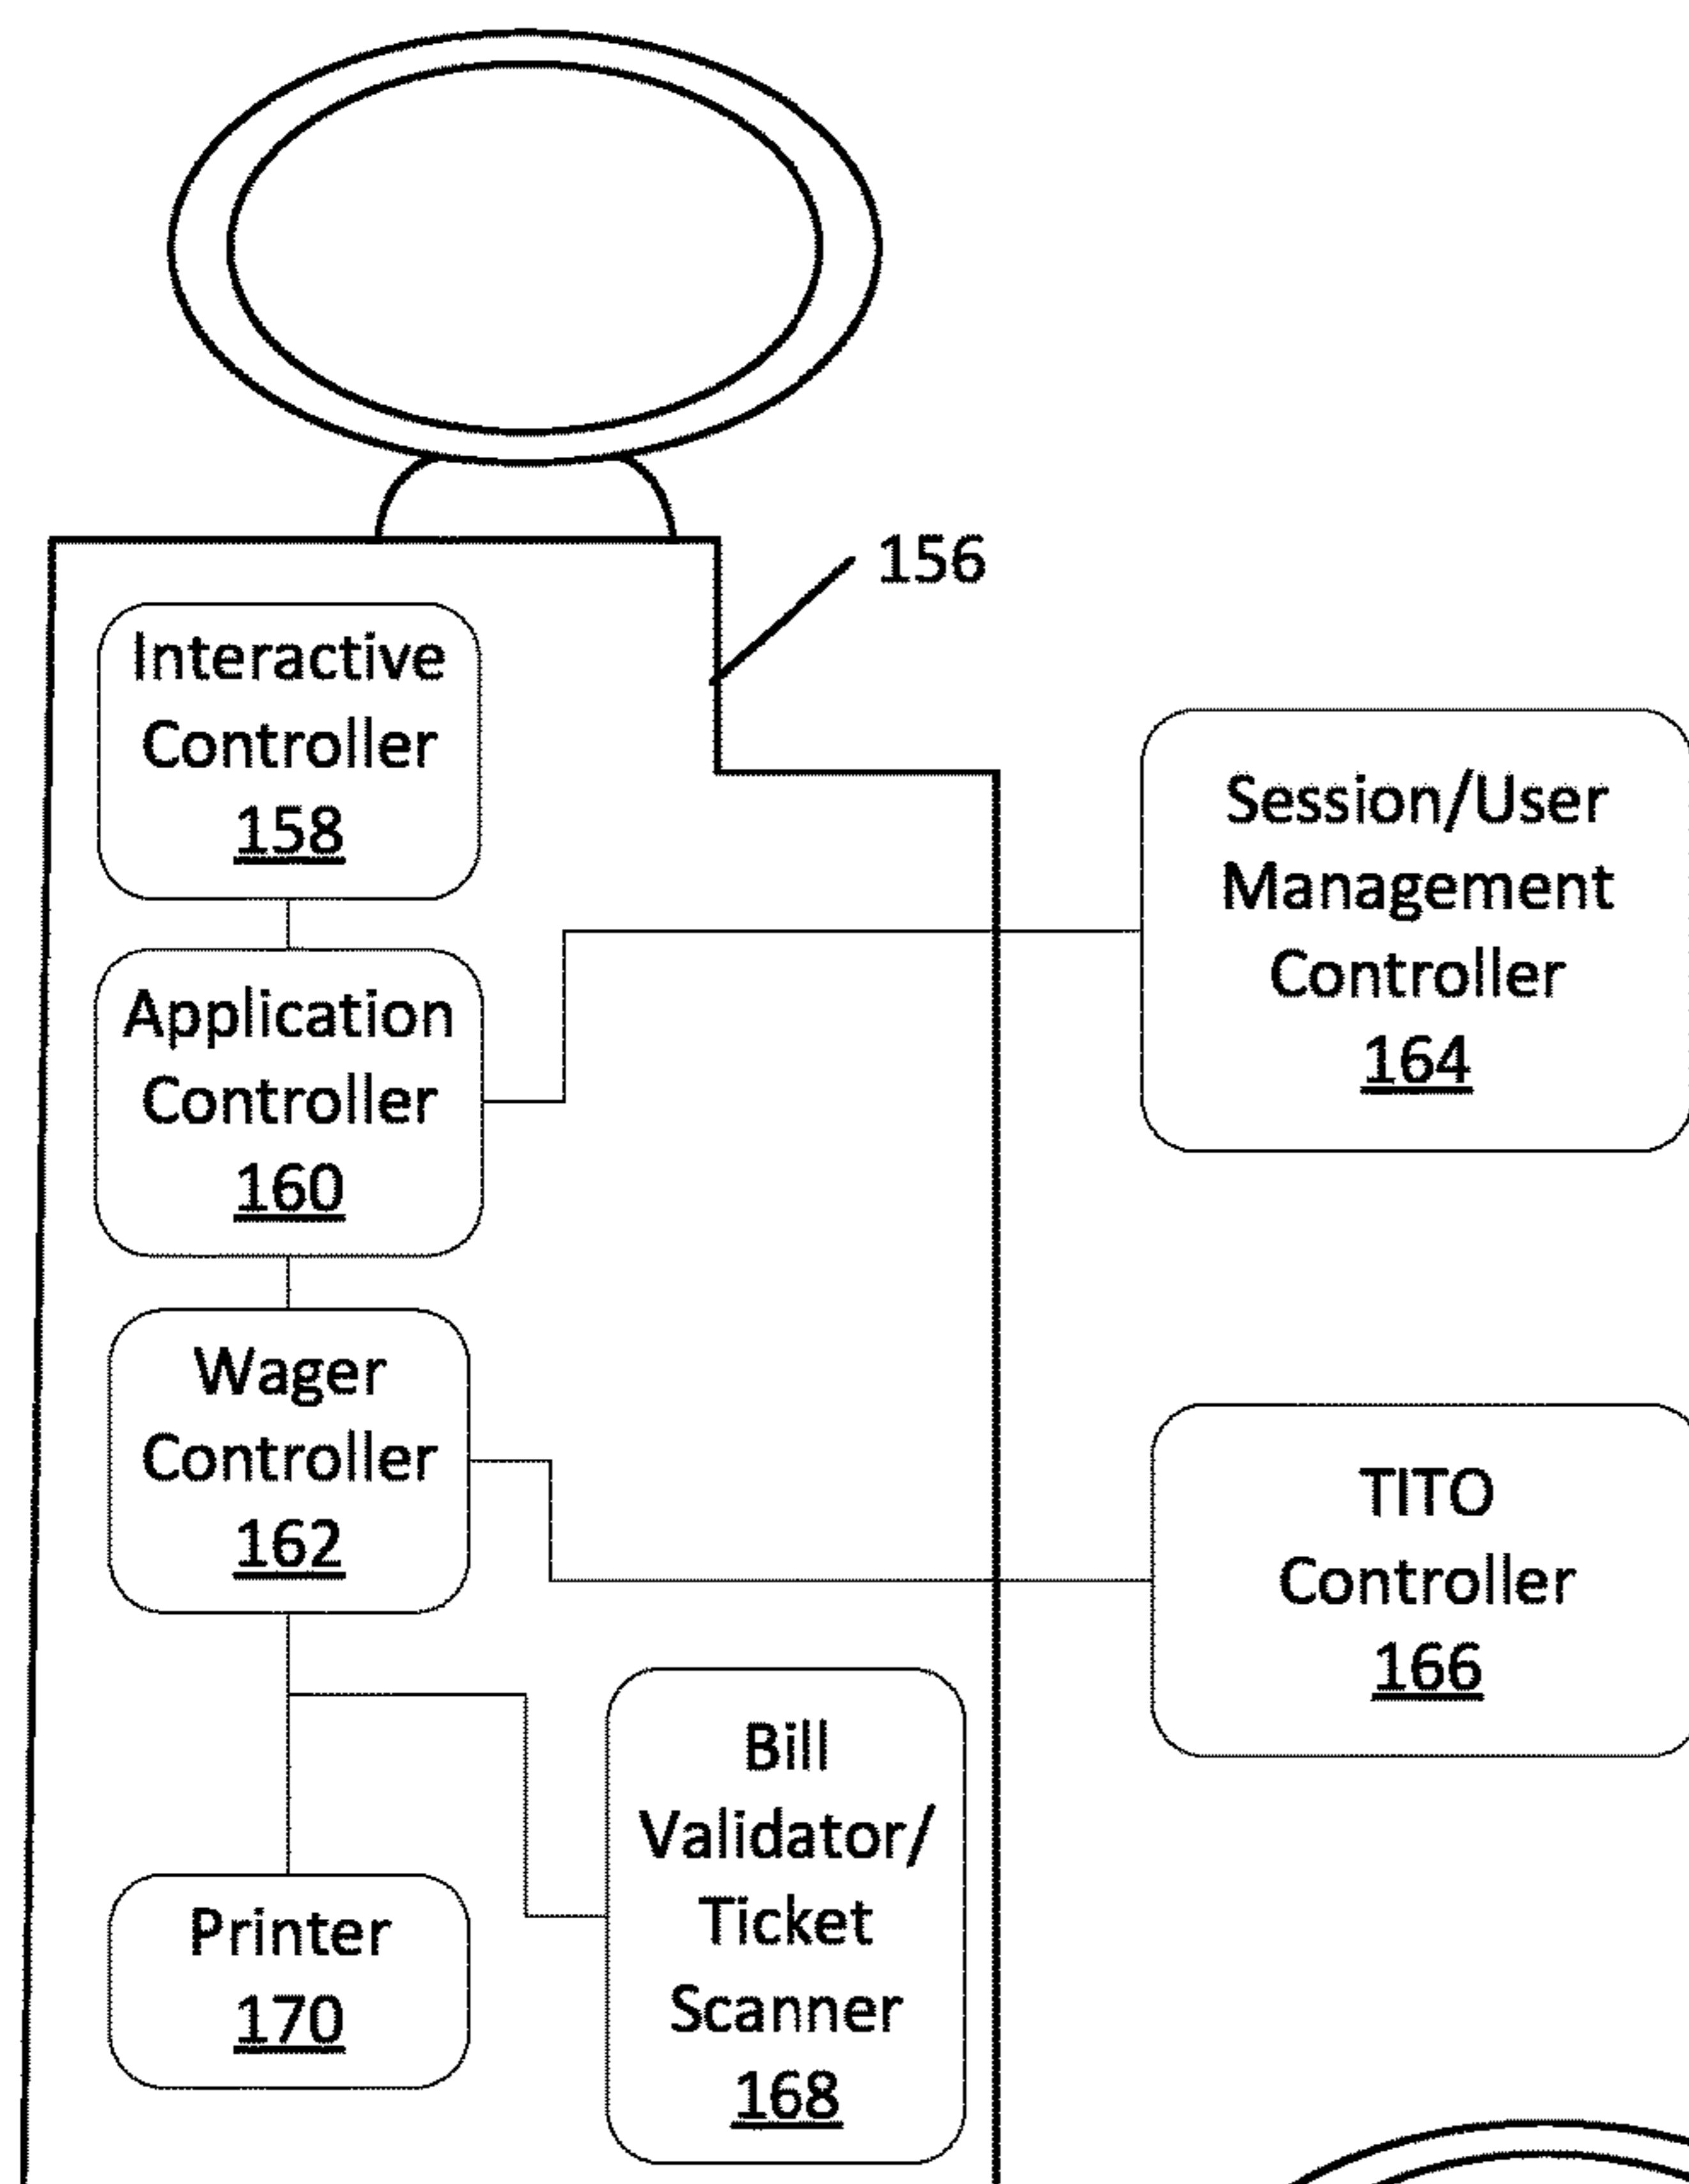 156
Interactive
Controller
158
Session/User
Management
Controller
164
Application
Controller
160
Wager
Controller
162
TITO
Controller
166
Bill
Validator/
Ticket
Scanner
168
Printer
170